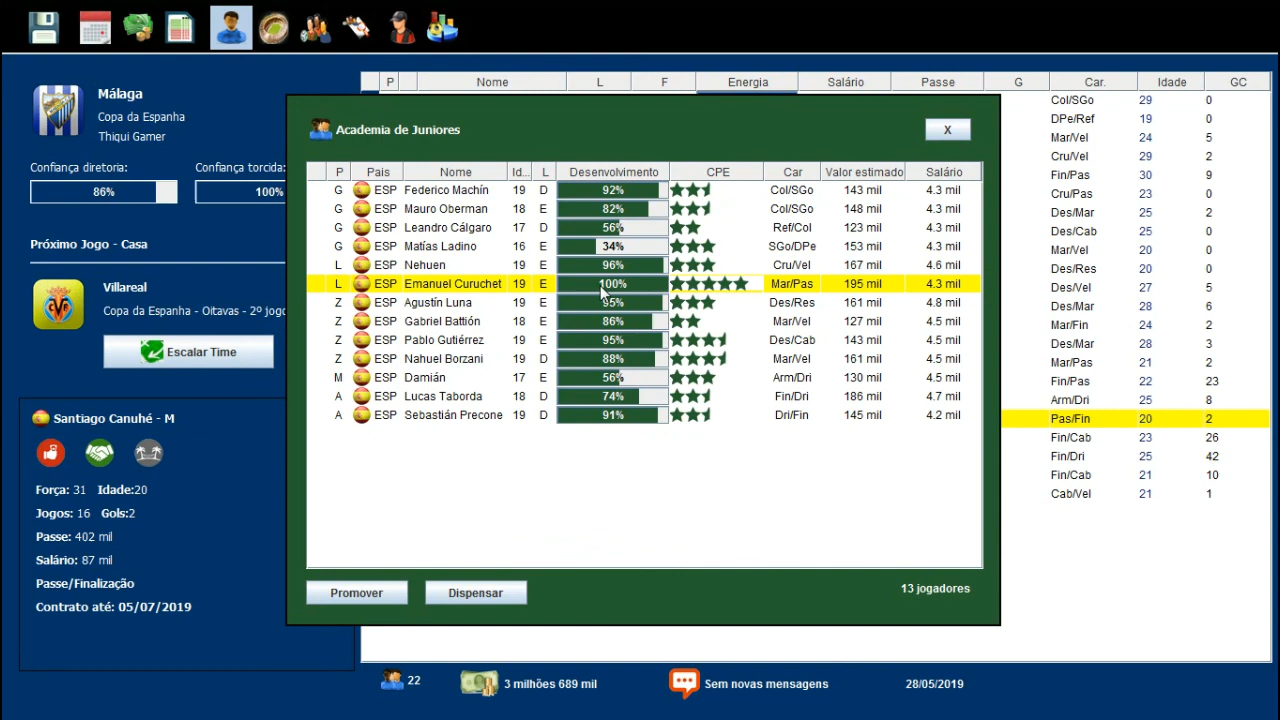 P Nome L F Energia Salário Passe G Car. Idade GC
Málaga
Copa da Espanha
Thiqui Gamer
Confiança diretoria: Confiança torcida:
86% 100%
Próximo Jogo - Casa
Villareal
Copa da Espanha - Oitavas - 2º jogo
Escalar Time
Santiago Canuhé - M
Força: 31 Idade:20
Jogos: 16 Gols:2
Passe: 402 mil
Salário: 87 mil
Passe/Finalização
Contrato até: 05/07/2019
Academia de Juniores X
P Pais Nome Id... L Desenvolvimento CPE Car Valor estimado Salário
G ESP Federico Machín 19 D 92% Col/SGo 143 mil 4.3 mil
G ESP Mauro Oberman 18 E 82% Col/SGo 148 mil 4.3 mil
G ESP Leandro Cálgaro 17 D 56% Ref/Col 123 mil 4.3 mil
G ESP Matías Ladino 16 E 34% SGo/DPe 153 mil 4.3 mil
L ESP Nehuen 19 E 96% Cru/Vel 167 mil 4.6 mil
L ESP Emanuel Curuchet 19 E 100% Mar/Pas 195 mil 4.3 mil
Z ESP Agustín Luna 19 E 95% Des/Res 161 mil 4.8 mil
Z ESP Gabriel Battión 18 E 86% Mar/Vel 127 mil 4.5 mil
Z ESP Pablo Gutiérrez 19 E 95% Des/Cab 143 mil 4.5 mil
Z ESP Nahuel Borzani 19 D 88% Mar/Vel 161 mil 4.5 mil
M ESP Damián 17 E 56% Arm/Dri 130 mil 4.5 mil
A ESP Lucas Taborda 18 D 74% Fin/Dri 186 mil 4.7 mil
A ESP Sebastián Precone 19 D 91% Dri/Fin 145 mil 4.2 mil
Promover Dispensar 13 jogadores
Col/SGo 29 0
DPe/Ref 19 0
Mar/Vel 24 5
Cru/Vel 29 2
Fin/Pas 30 9
Cru/Pas 23 0
Des/Mar 25 2
Des/Cab 25 0
Mar/Vel 20 0
Des/Res 20 0
Des/Vel 27 5
Des/Mar 28 6
Mar/Fin 24 2
Des/Mar 28 3
Mar/Pas 21 2
Fin/Pas 22 23
Arm/Dri 25 8
Pas/Fin 20 2
Fin/Cab 23 26
Fin/Dri 25 42
Fin/Cab 21 10
Cab/Vel 21 1
22 3 milhões 689 mil Sem novas mensagens 28/05/2019